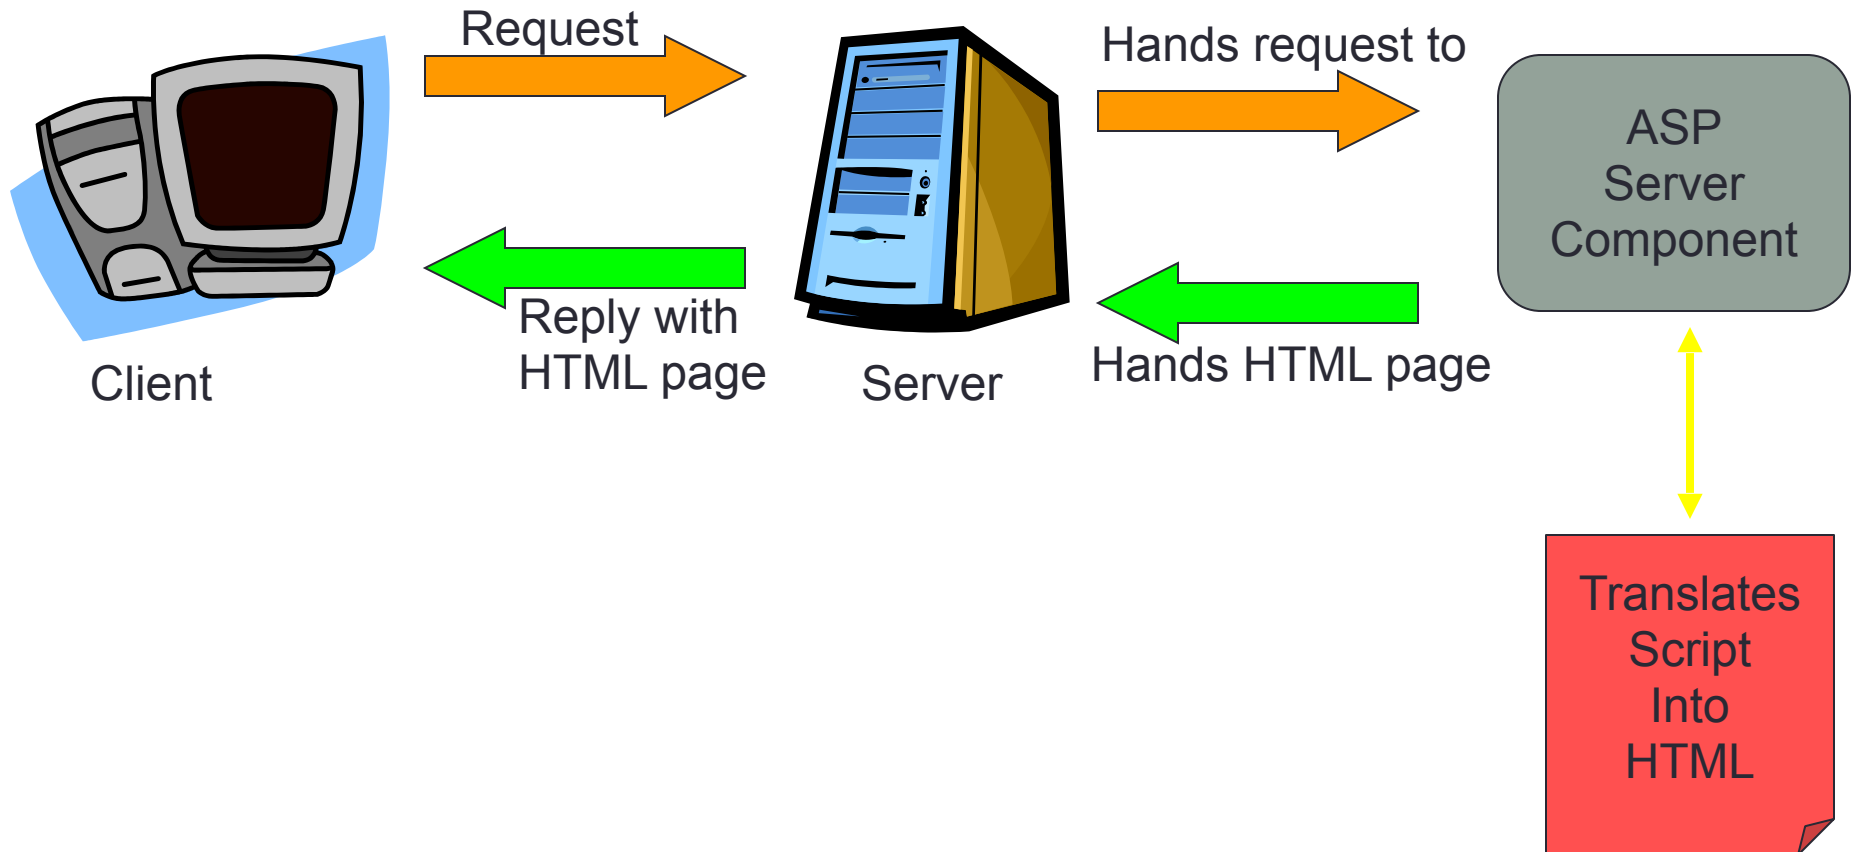 Request
Hands request to
ASP
Server
Component
Reply with
HTML page
Hands HTML page
Client
Server
Translates
Script
Into
HTML